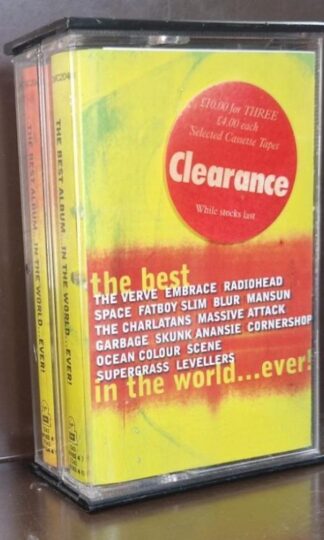 £10.00 for THREE
£4.00 each
Selected Cassette Tapes
Clearance
While stocks last
the best
THE VERVE EMBRACE RADIOHEAD
SPACE FATBOY SLIM BLUR MANSUN
THE CHARLATANS MASSIVE ATTACK
GARBAGE SKUNK ANANSIE CORNERSHOP
OCEAN COLOUR SCENE
SUPERGRASS LEVELLERS
in the world...ever!
THE BEST ALBUM IN THE WORLD...EVER!
THE BEST ALBUM IN THE WORLD...EVER!